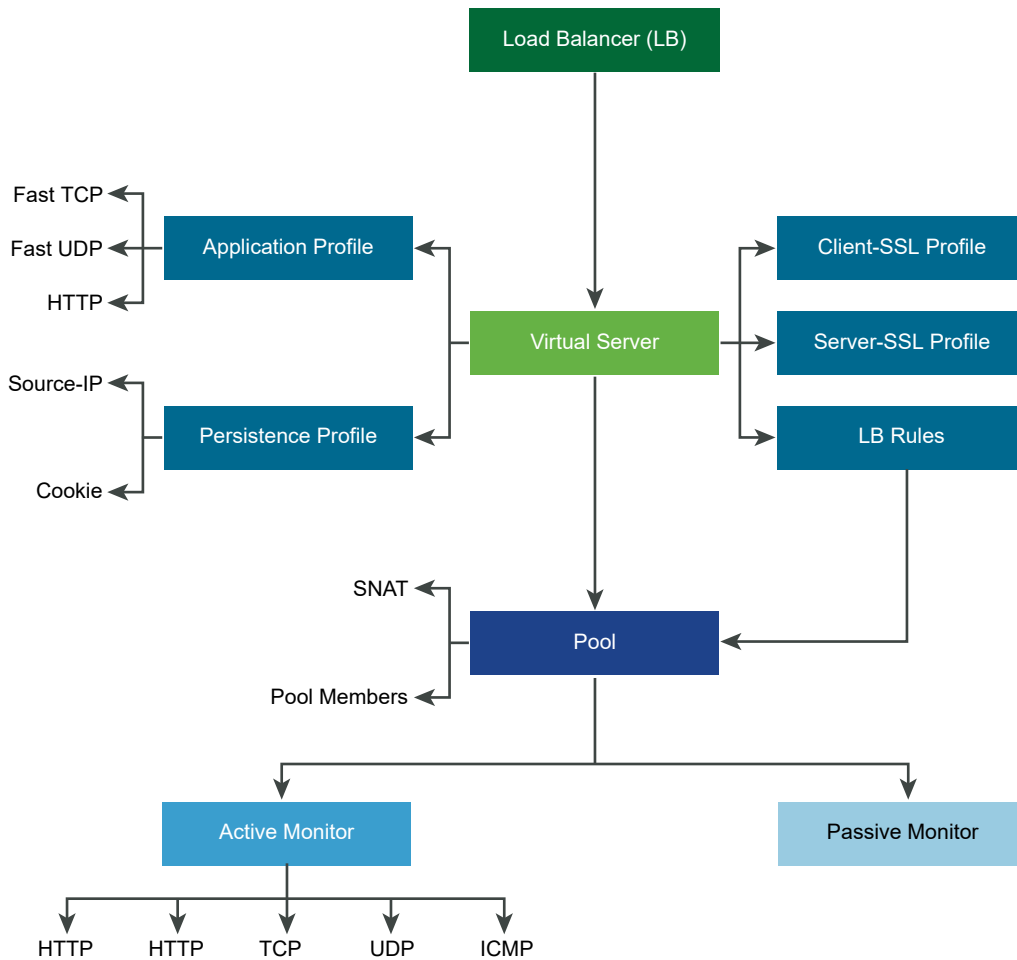 Load Balancer (LB)
Fast TCP
Fast UDP
HTTP
Application Profile
Client-SSL Profile
Virtual Server
Server-SSL Profile
Source-IP
Cookie
Persistence Profile
LB Rules
SNAT
Pool Members
Pool
Active Monitor
Passive Monitor
HTTP
HTTP
TCP
UDP
ICMP